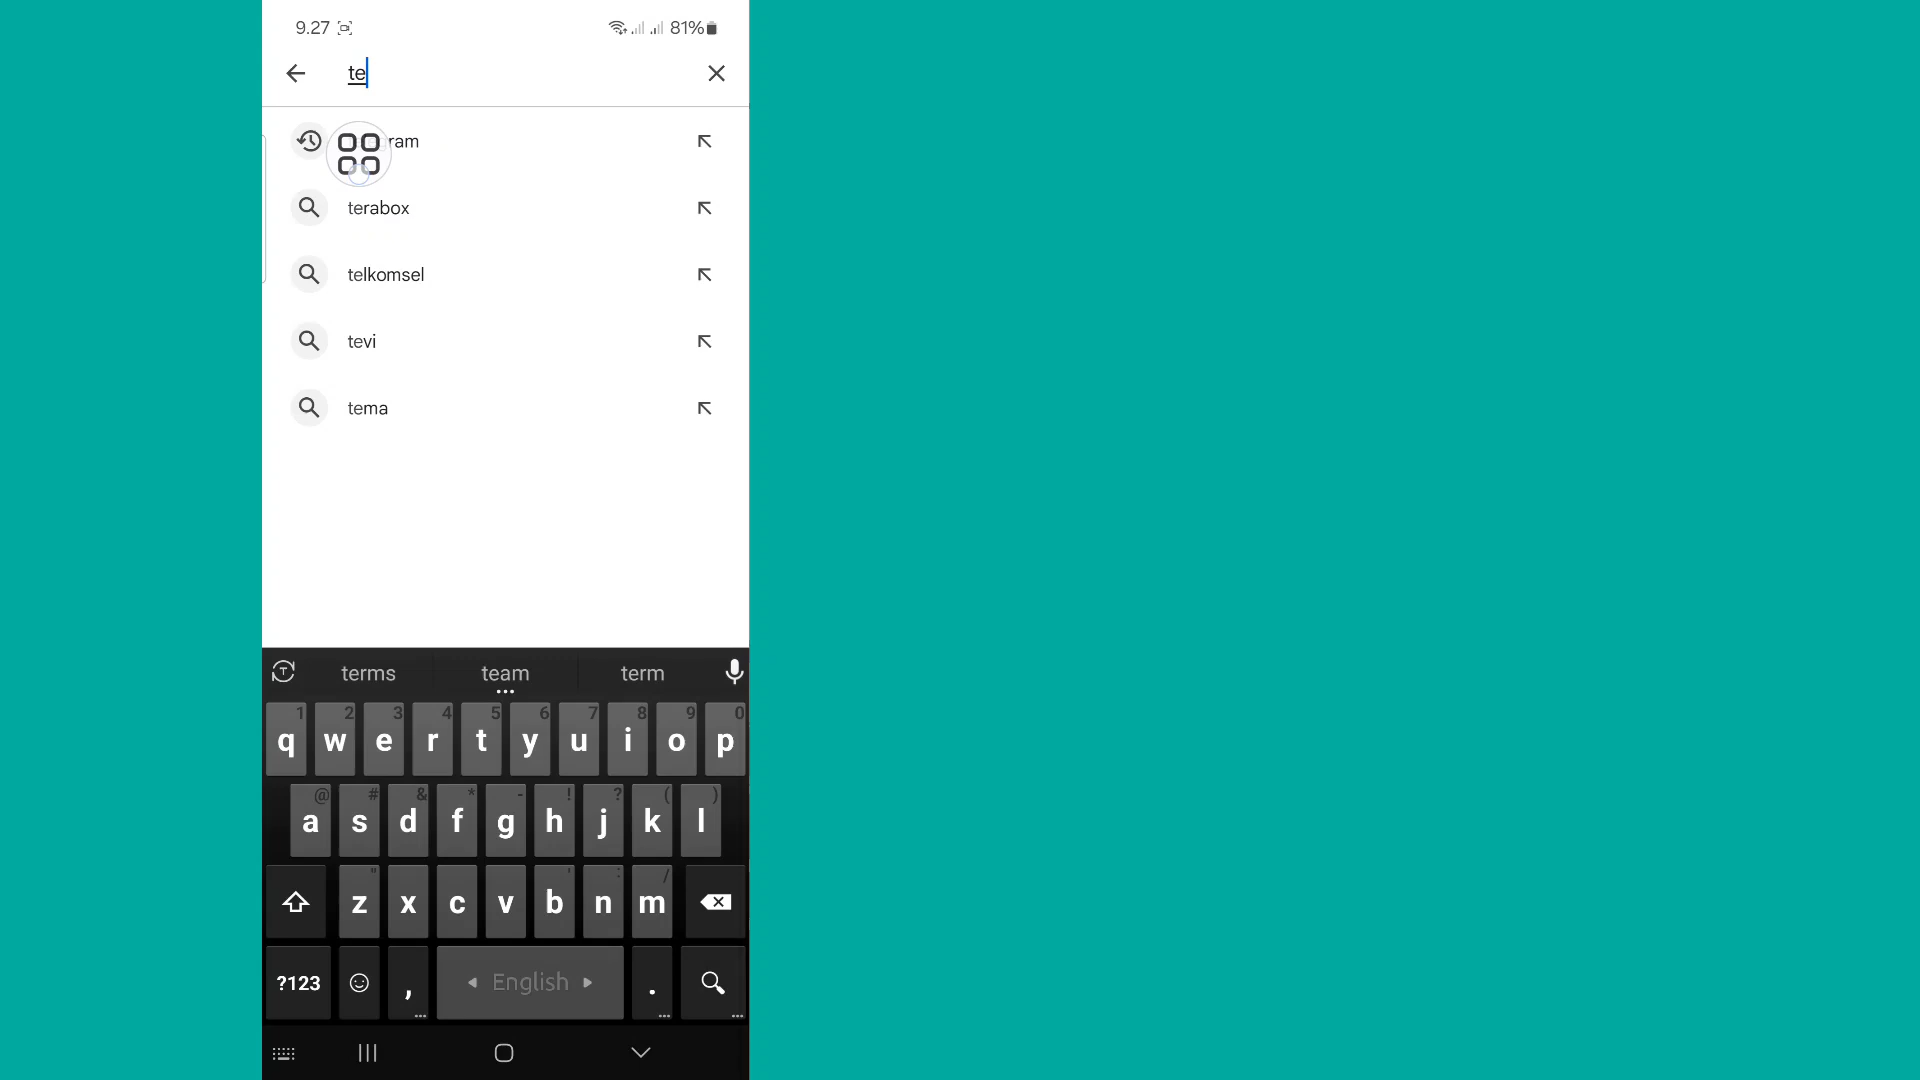 9.27 81%
te
ram
terabox
telkomsel
tevi
tema
terms team term
1 2 3 4 5 6 7 8 9 0
q w e r t y u i o p
@ # & * - ! ? ( )
a s d f g h j k l
" ' : /
z x c v b n m
?123 , English .